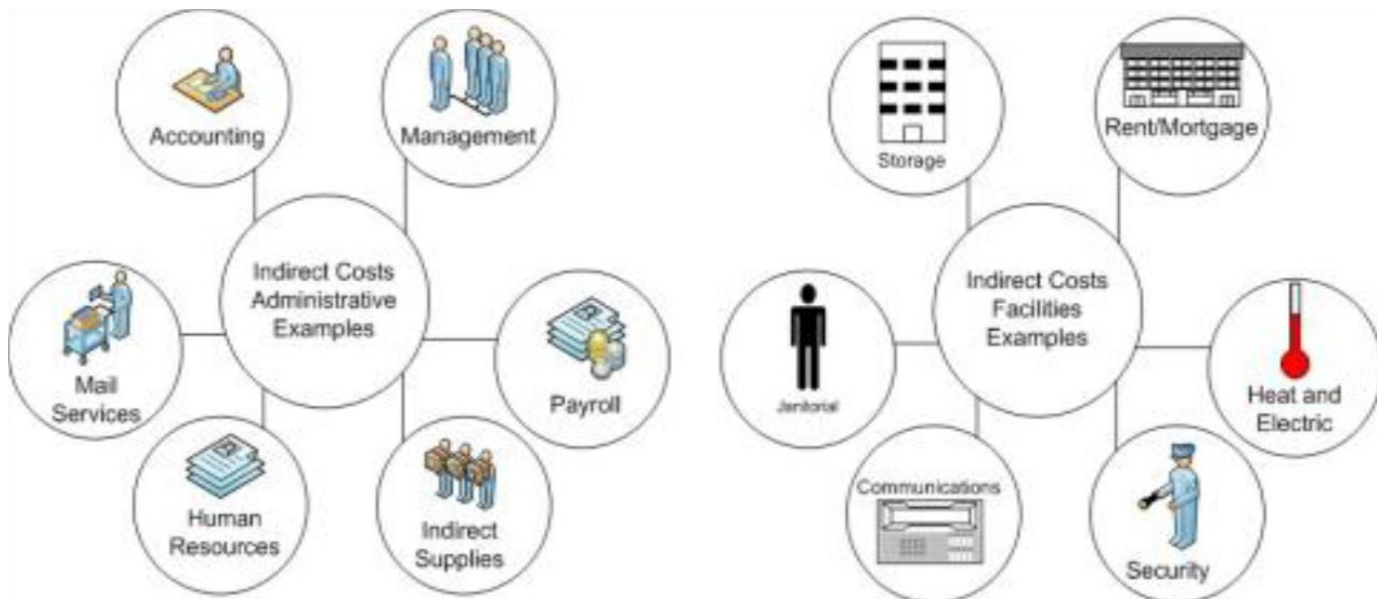 Accounting
Management
Indirect Costs
Administrative
Examples
Mail
Services
Payroll
Human
Resources
Indirect
Supplies
Storage
Rent/Mortgage
Indirect Costs
Facilities
Examples
Janitorial
Heat and
Electric
Communications
Security